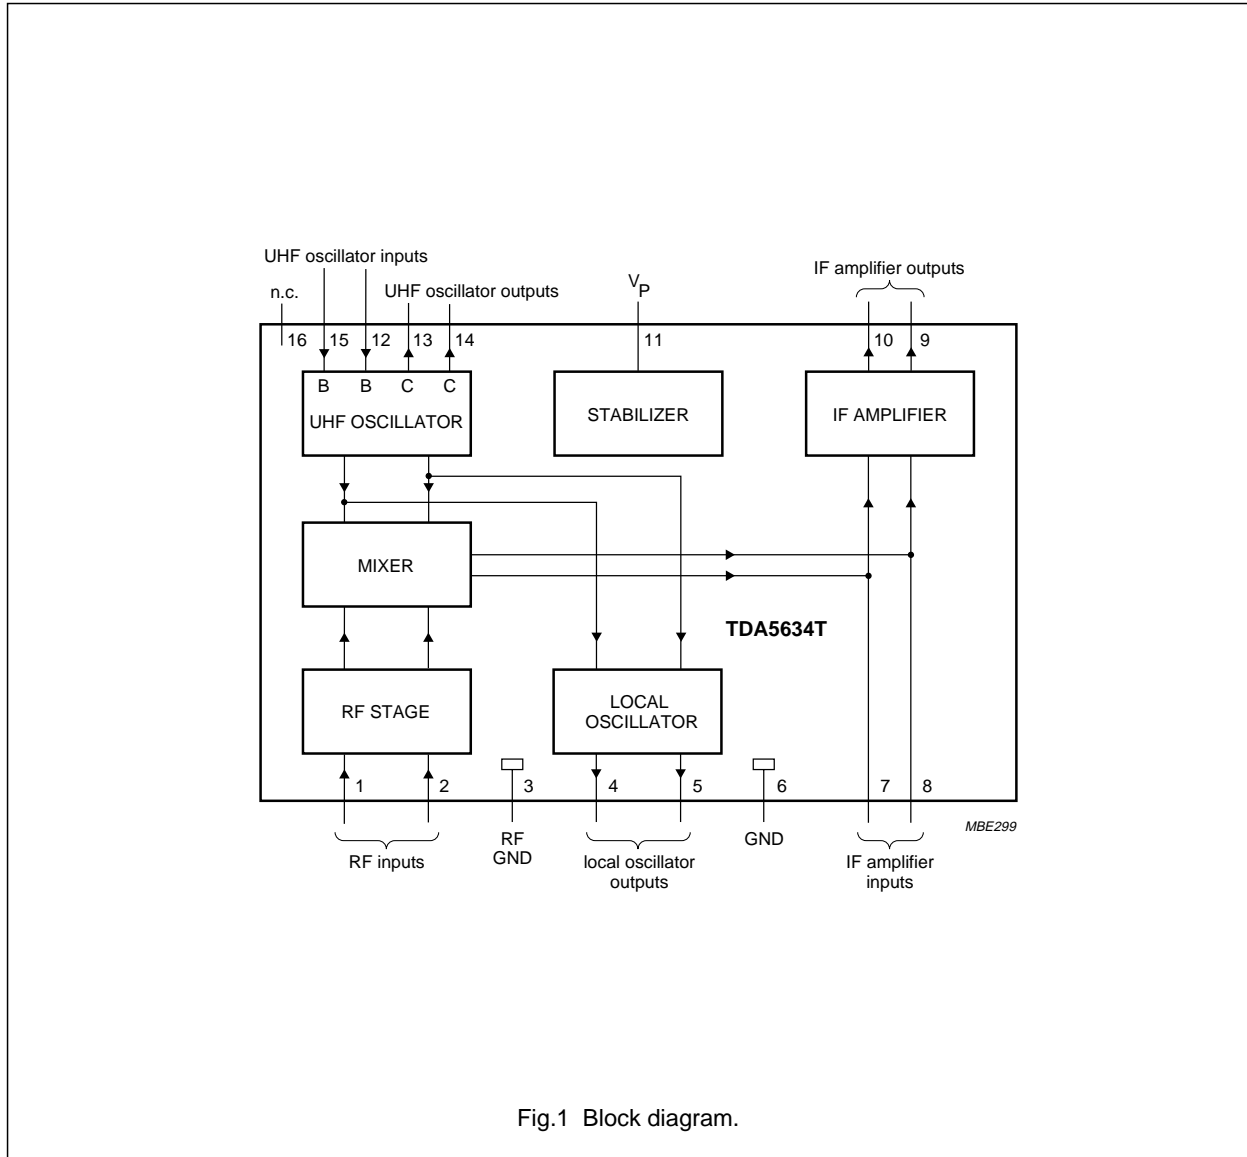 UHF oscillator inputs
IF amplifier outputs
n.c.
UHF oscillator outputs
VP
16 15 12 13 14 11 10 9
B B C C
UHF OSCILLATOR
STABILIZER
IF AMPLIFIER
MIXER
TDA5634T
RF STAGE
LOCAL
OSCILLATOR
1 2 3 4 5 6 7 8
MBE299
RF inputs
RF
GND
local oscillator
outputs
GND
IF amplifier
inputs
Fig.1 Block diagram.